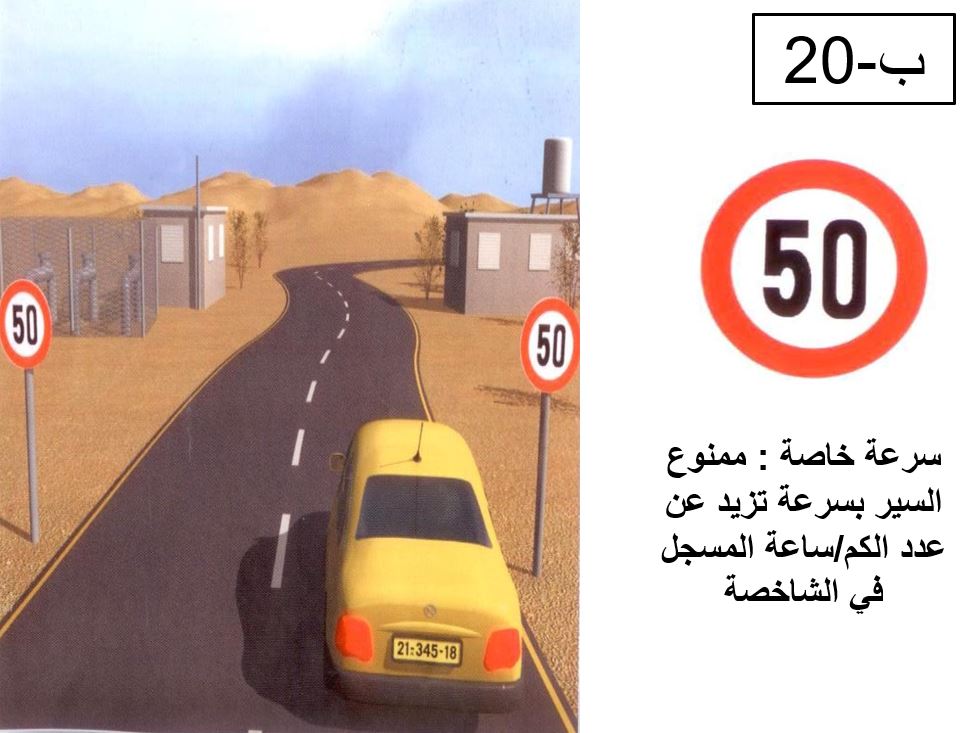 ب-20
50
سرعة خاصة : ممنوع
السير بسرعة تزيد عن
عدد الكم/ساعة المسجل
في الشاخصة
50
50
21-345-18